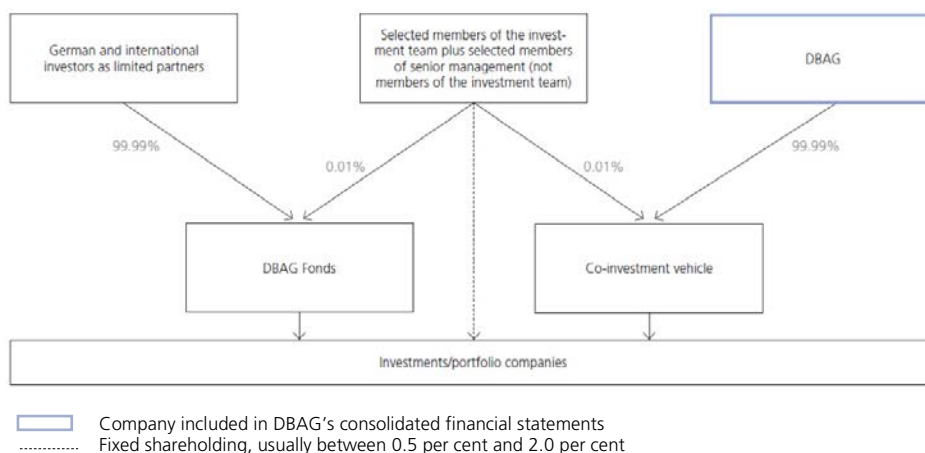 German and international
investors as limited partners
Selected members of the invest-
ment team plus selected members
of senior management (not
members of the investment team)
DBAG
99.99%
0.01%
0.01%
99.99%
DBAG Fonds
Co-investment vehicle
Investments/portfolio companies
Company included in DBAG's consolidated financial statements
Fixed shareholding, usually between 0.5 per cent and 2.0 per cent